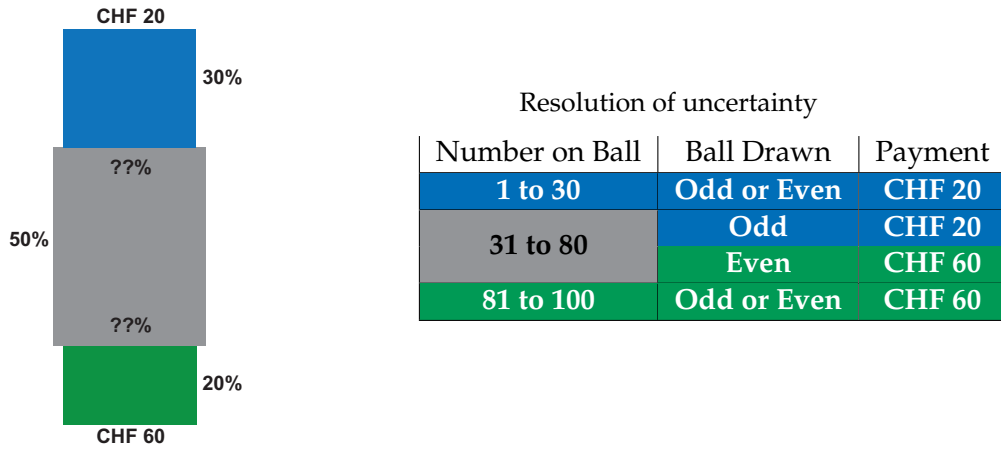 CHF 20
30%
??%
50%
??%
20%
CHF 60
Resolution of uncertainty
Number on Ball Ball Drawn Payment
1 to 30 Odd or Even CHF 20
31 to 80 Odd CHF 20
Even CHF 60
81 to 100 Odd or Even CHF 60